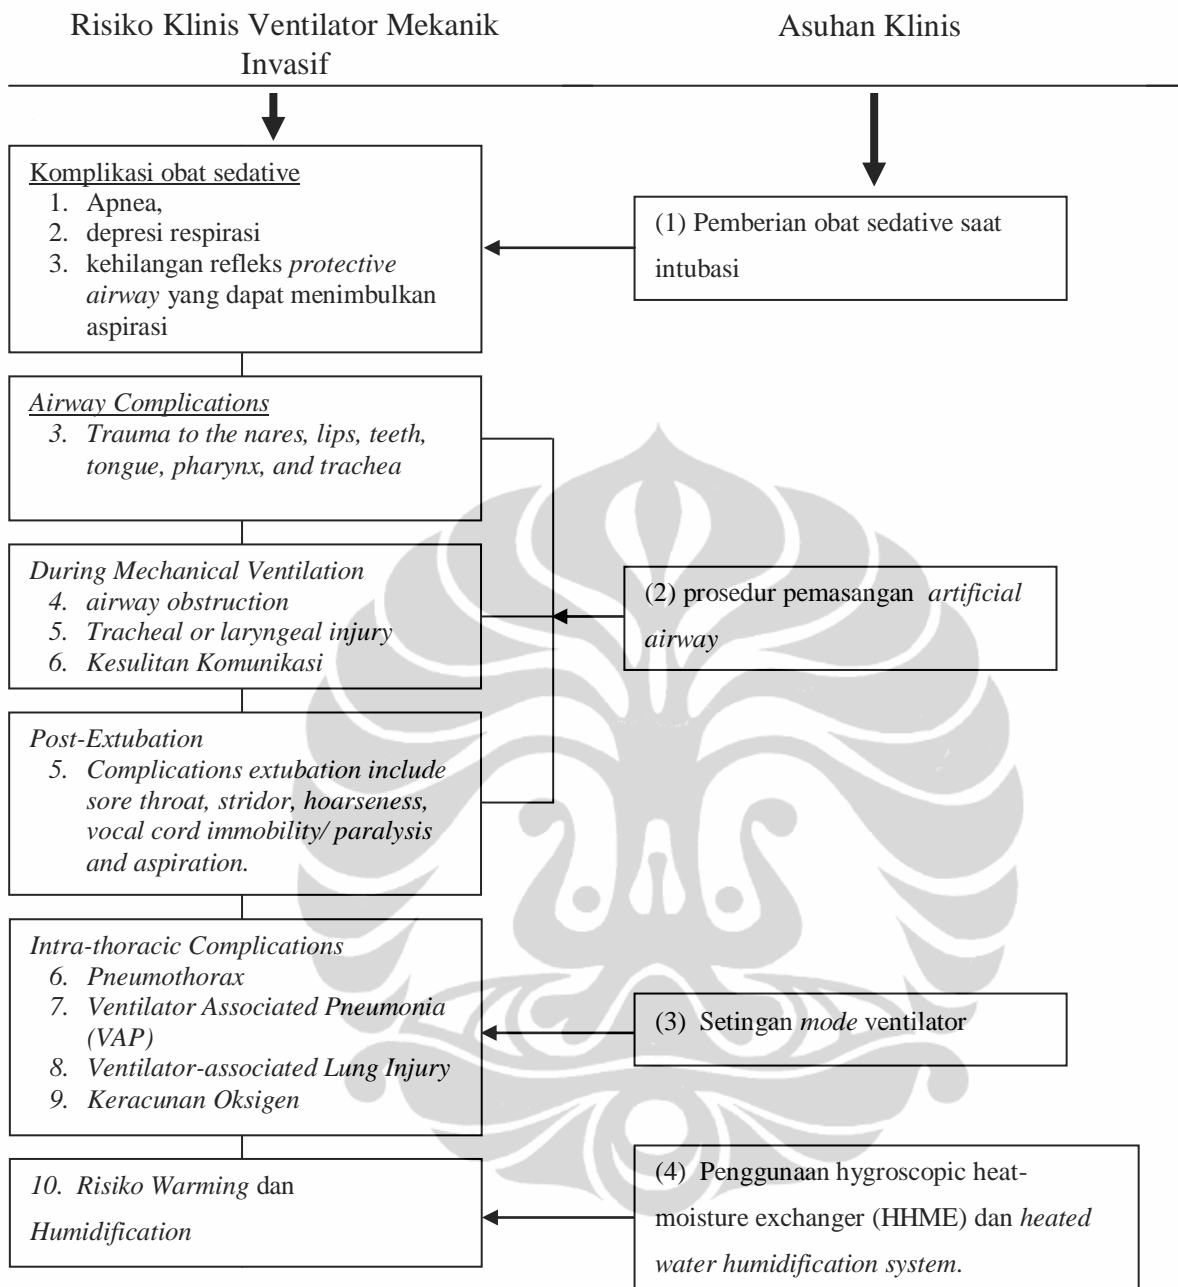 Risiko Klinis Ventilator Mekanik
Invasif
Asuhan Klinis
Komplikasi obat sedative
1. Apnea,
2. depresi respirasi
3. kehilangan refleks protective
airway yang dapat menimbulkan
aspirasi
(1) Pemberian obat sedative saat
intubasi
Airway Complications
3. Trauma to the nares, lips, teeth,
tongue, pharynx, and trachea
During Mechanical Ventilation
4. airway obstruction
5. Tracheal or laryngeal injury
6. Kesulitan Komunikasi
(2) prosedur pemasangan artificial
airway
Post-Extubation
5. Complications extubation include
sore throat, stridor, hoarseness,
vocal cord immobility/ paralysis
and aspiration.
Intra-thoracic Complications
6. Pneumothorax
7. Ventilator Associated Pneumonia
(VAP)
8. Ventilator-associated Lung Injury
9. Keracunan Oksigen
(3) Setingan mode ventilator
10. Risiko Warming dan
Humidification
(4) Penggunaan hygroscopic heat-
moisture exchanger (HHME) dan heated
water humidification system.